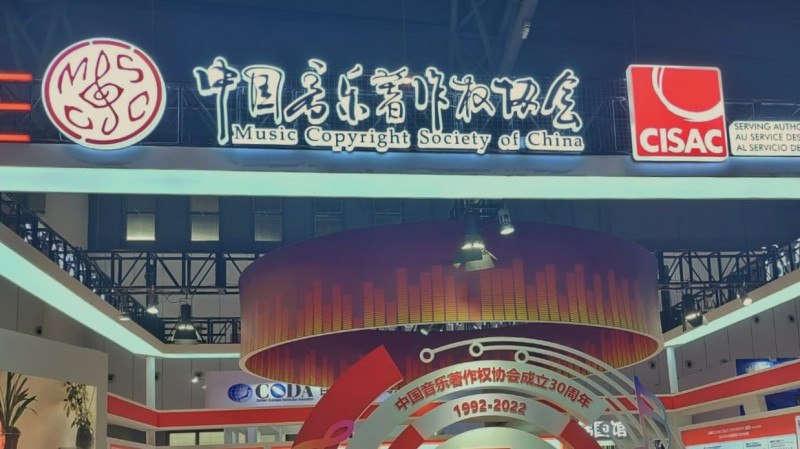 MCSC
中国音乐著作权协会
Music Copyright Society of China
CISAC
SERVING AUTHO
AU SERVICE DES
AL SERVICIO DE
CODA
中国音乐著作权协会成立30周年
1992-2022